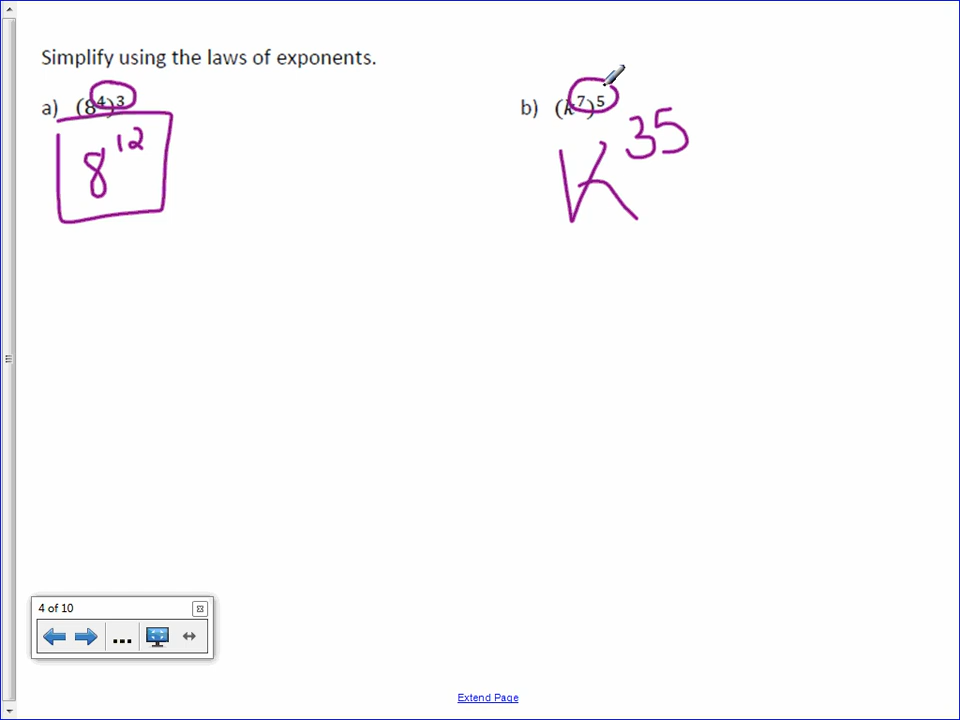 Simplify using the laws of exponents.
a) (8⁴)³
b) (k⁷)⁵
8¹²
K³⁵
4 of 10
...
Extend Page